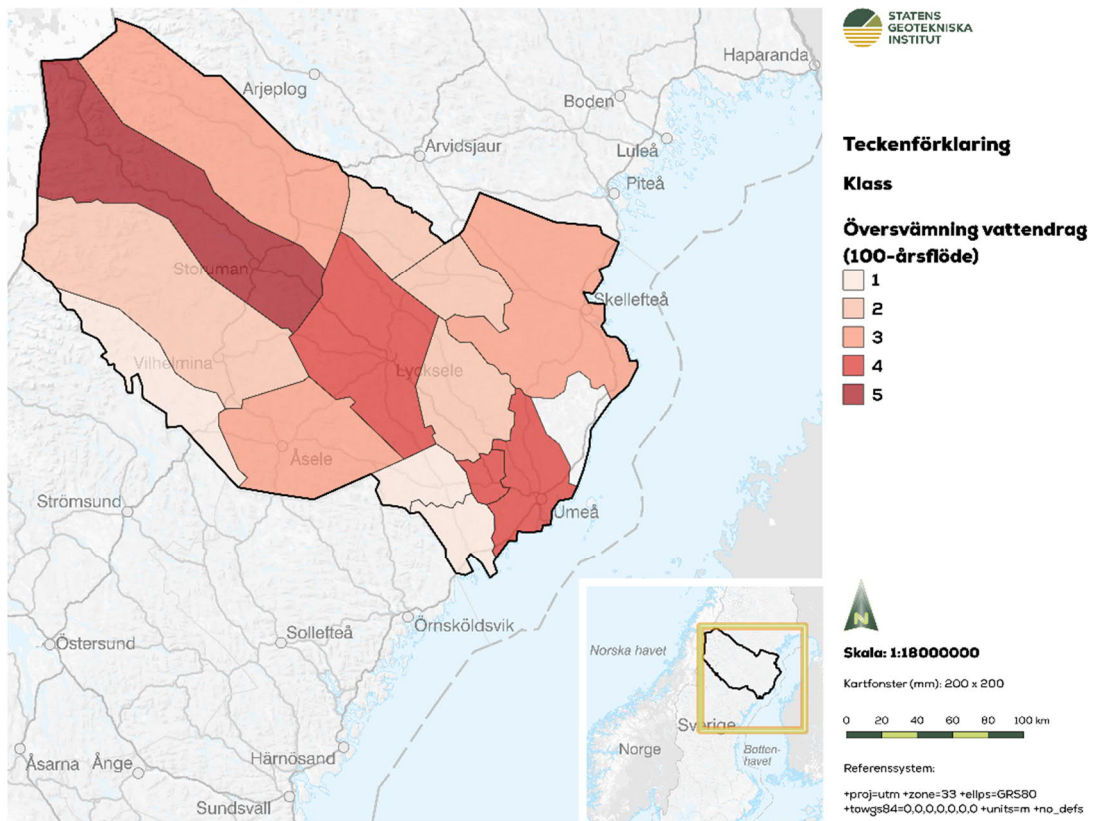 STATENS
GEOTEKNISKA
INSTITUT
Haparanda
Arjeplog
Boden
Arvidsjaur
Luleå
Piteå
Teckenförklaring
Klass
Översvämning vattendrag
(100-årsflöde)
1
2
3
4
5
Storuman
Skellefteå
Vilhelmina
Lycksele
Åsele
Strömsund
Umeå
Örnsköldsvik
Sollefteå
Östersund
Norska havet
Sverige
Norge
Botten-
havet
Härnösand
Åsarna
Ånge
Sundsvall
N
Skala: 1:18000000
Kartfonster (mm): 200 x 200
0 20 40 60 80 100 km
Referenssystem:
+proj=utm +zone=33 +ellps=GRS80
+towgs84=0,0,0,0,0,0,0 +units=m +no_defs